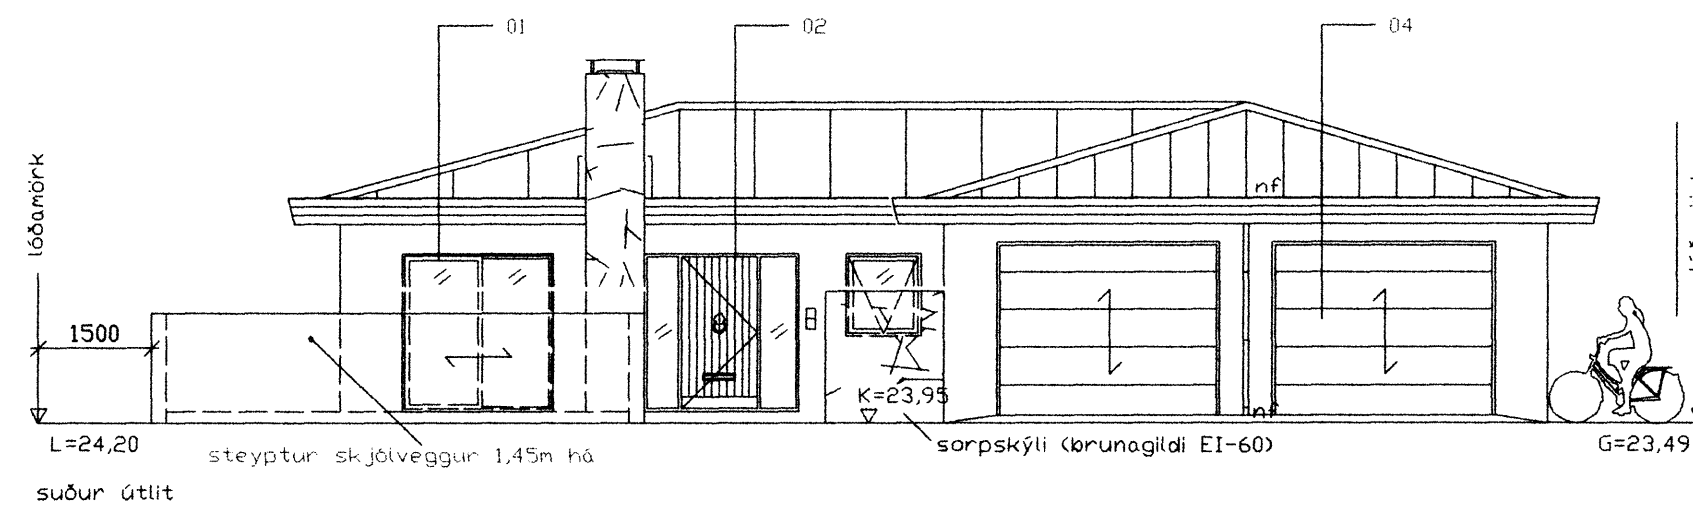 01
02
04
lóðamörk
nf
1500
K=23,95
nf
L=24,20
steyptur skjólveggur 1,45m há
sorpskýli (brunagildi EI-60)
G=23,49
suður útlit